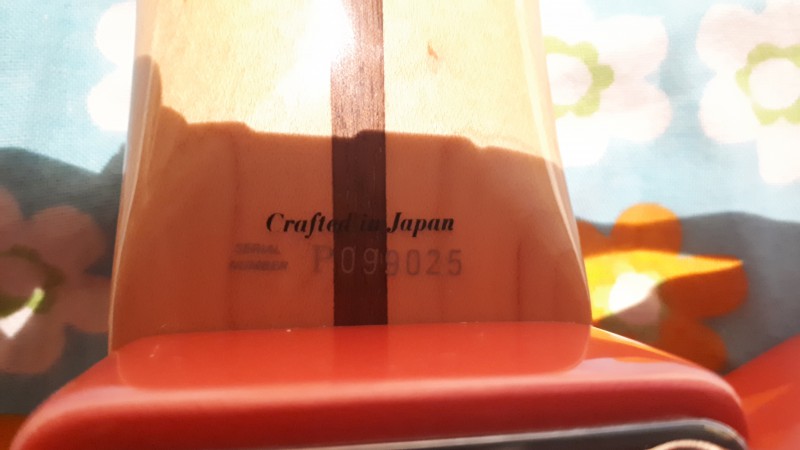 Crafted in Japan
SERIAL
NUMBER P099025